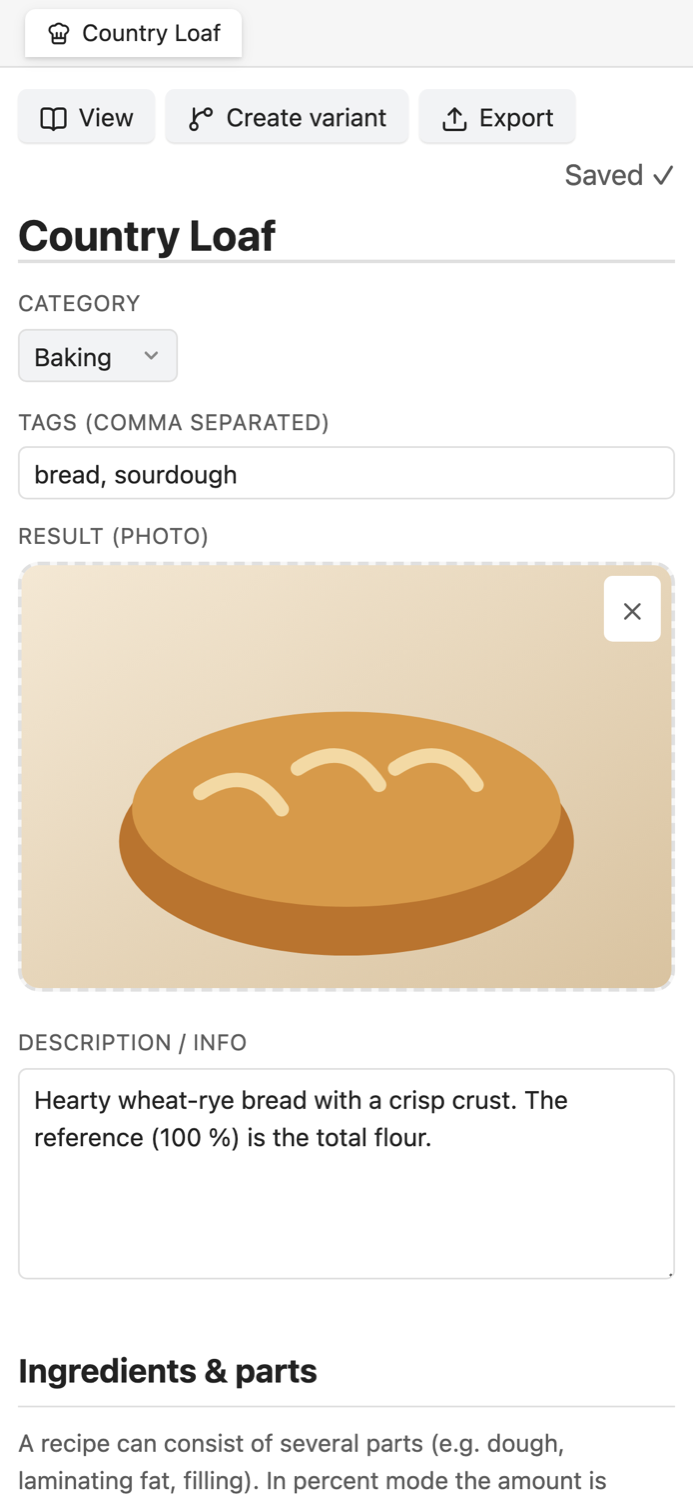 Country Loaf
View
Create variant
Export
Saved ✓
Country Loaf
CATEGORY
Baking
TAGS (COMMA SEPARATED)
bread, sourdough
RESULT (PHOTO)
DESCRIPTION / INFO
Hearty wheat-rye bread with a crisp crust. The
reference (100 %) is the total flour.
Ingredients & parts
A recipe can consist of several parts (e.g. dough,
laminating fat, filling). In percent mode the amount is